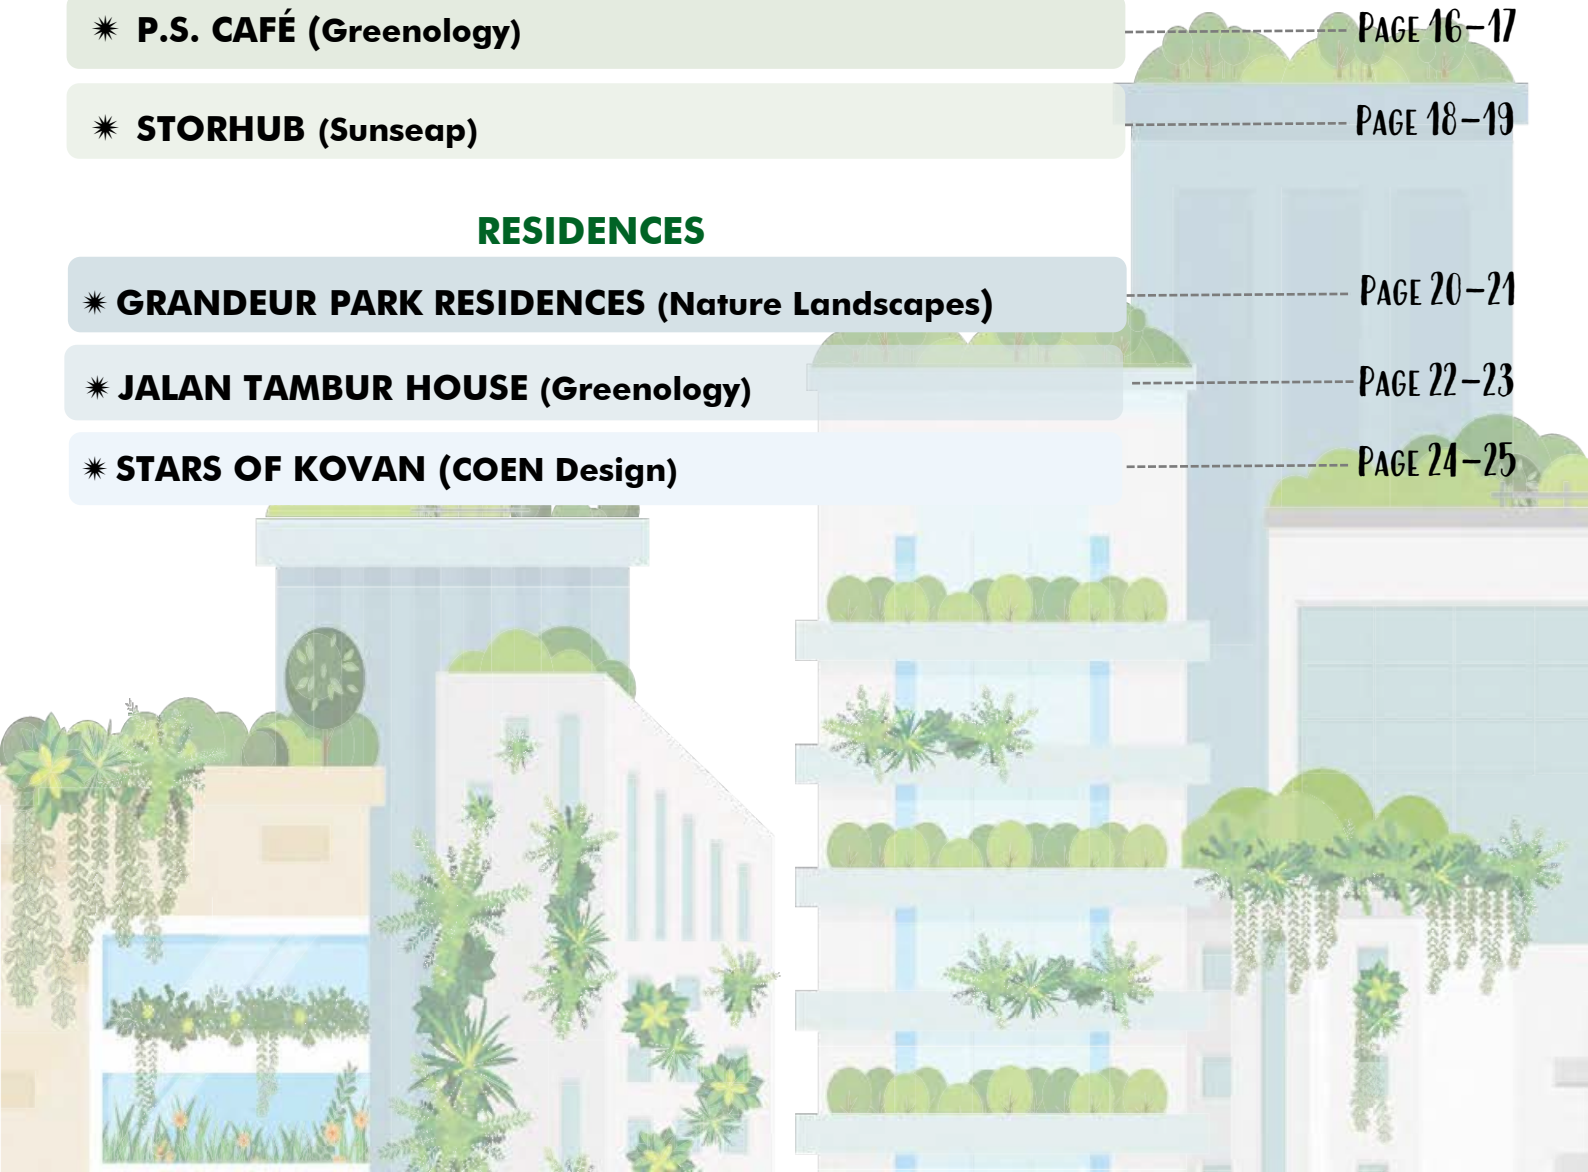 ✷ P.S. CAFÉ (Greenology) PAGE 16–17
✷ STORHUB (Sunseap) PAGE 18–19
RESIDENCES
✷ GRANDEUR PARK RESIDENCES (Nature Landscapes) PAGE 20–21
✷ JALAN TAMBUR HOUSE (Greenology) PAGE 22–23
✷ STARS OF KOVAN (COEN Design) PAGE 24–25